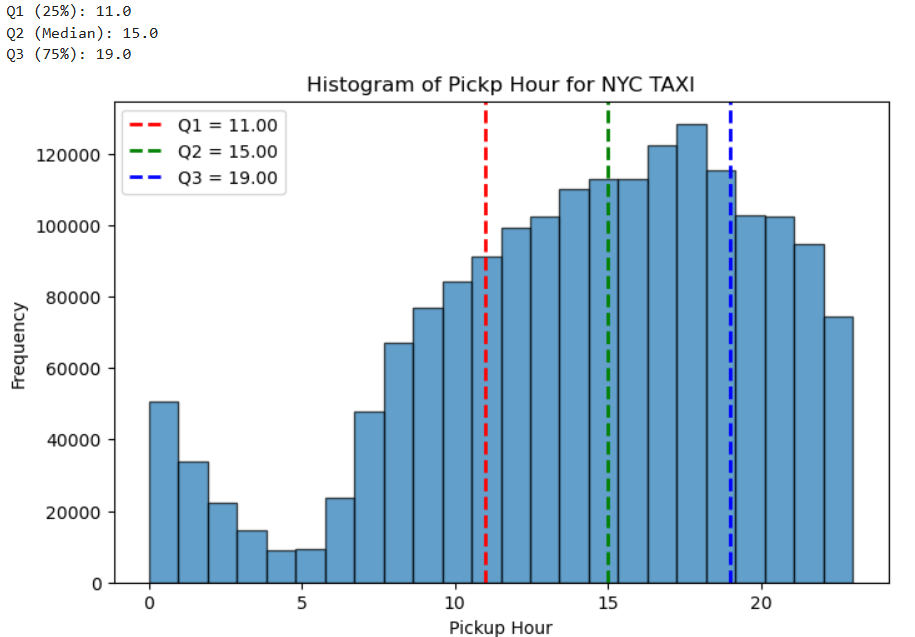 Q1 (25%): 11.0
Q2 (Median): 15.0
Q3 (75%): 19.0
Histogram of Pickp Hour for NYC TAXI
Q1 = 11.00
Q2 = 15.00
Q3 = 19.00
120000
100000
80000
60000
40000
20000
0
Frequency
0 5 10 15 20
Pickup Hour